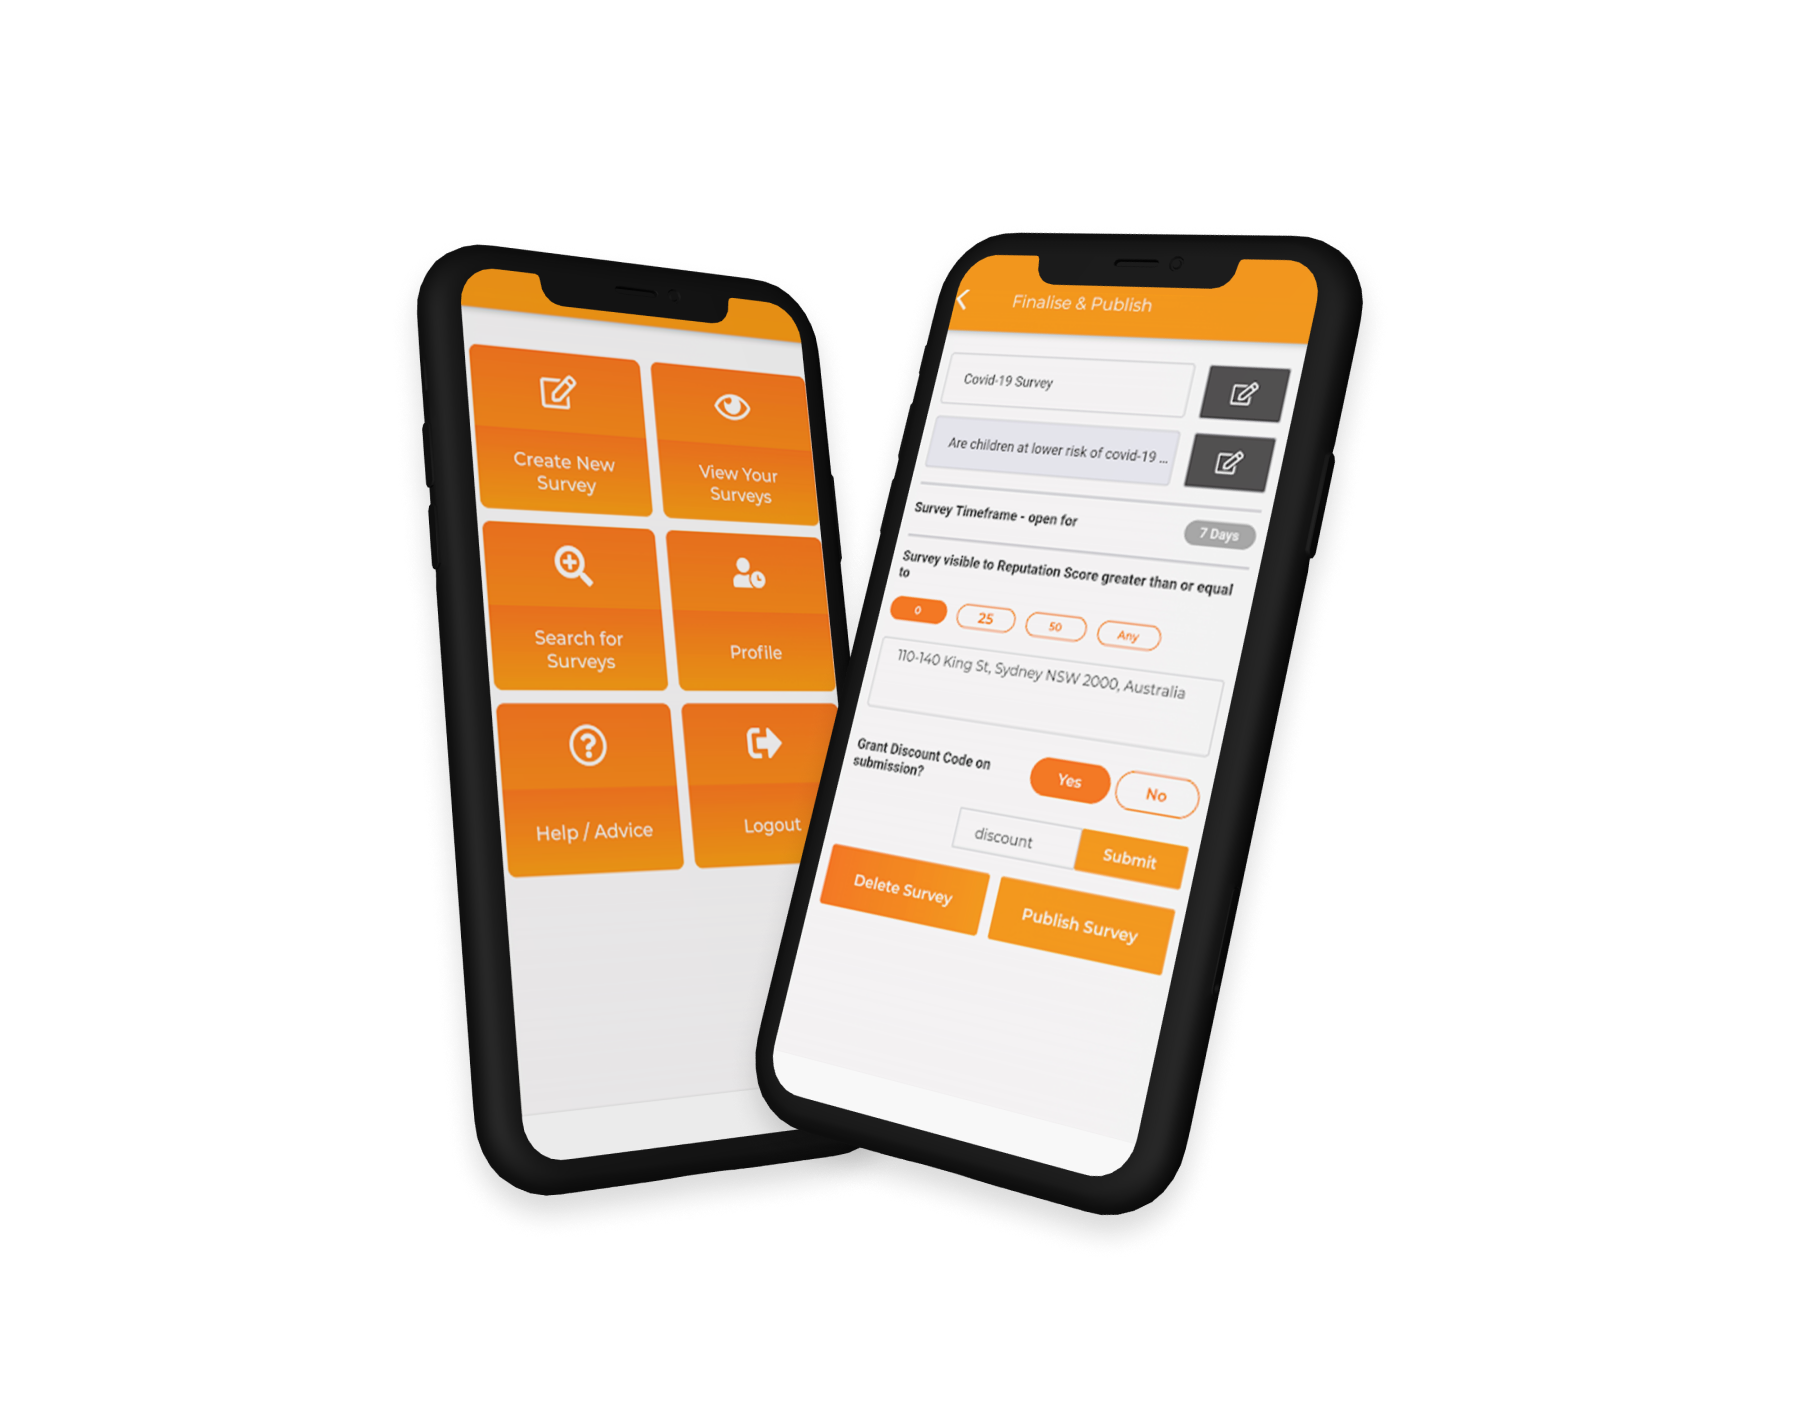 Create New
Survey
View Your
Surveys
Search for
Surveys
Profile
Help / Advice
Logout
Finalise & Publish
Covid-19 Survey
Are children at lower risk of covid-19 ...
Survey Timeframe - open for
7 Days
Survey visible to Reputation Score greater than or equal
to
0
25
50
Any
110-140 King St, Sydney NSW 2000, Australia
Grant Discount Code on
submission?
Yes
No
discount
Submit
Delete Survey
Publish Survey